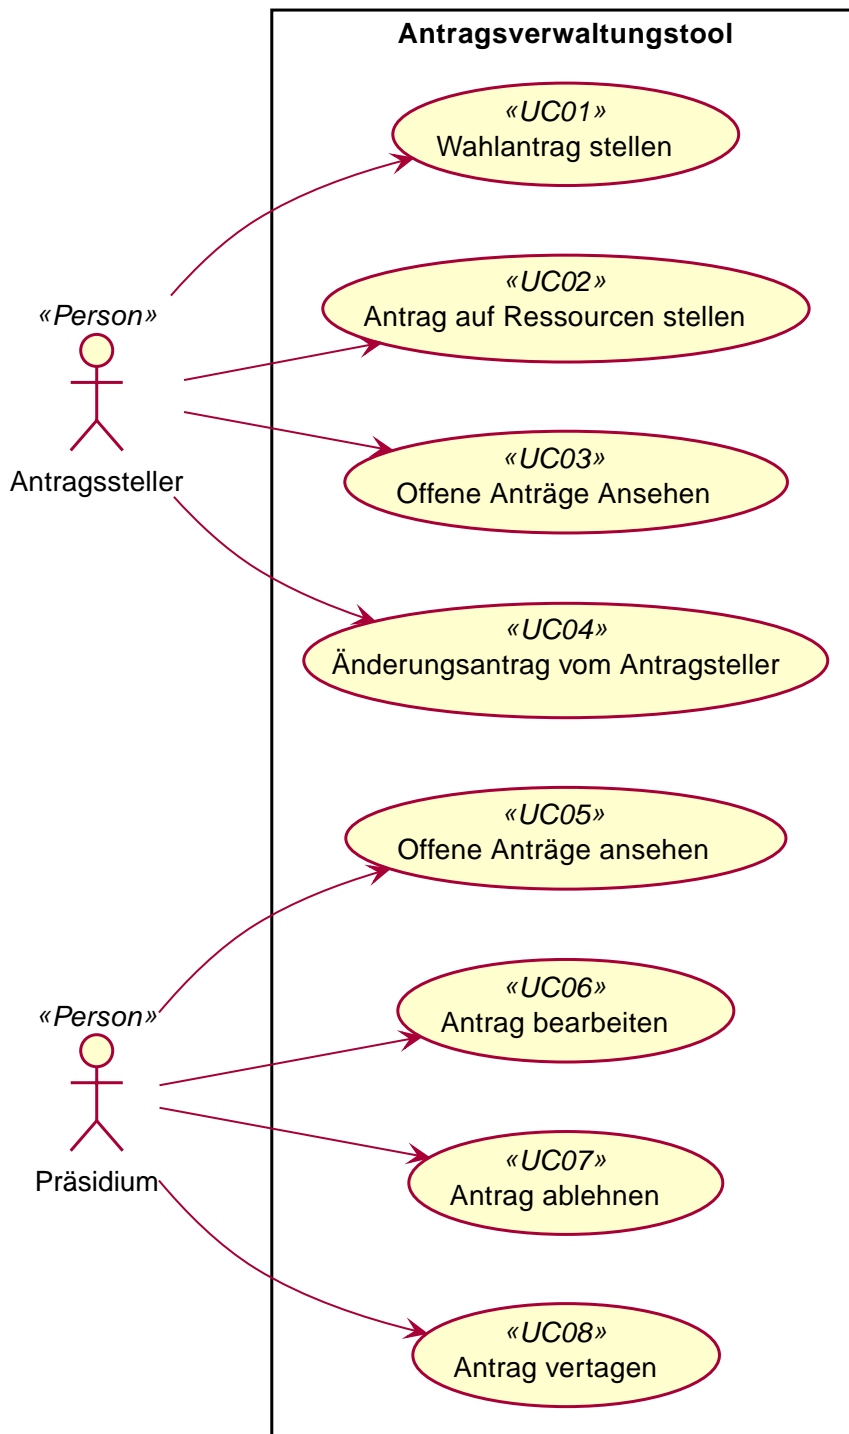 Antragsverwaltungstool
«UC01»
Wahlantrag stellen
«UC02»
Antrag auf Ressourcen stellen
«Person»
Antragssteller
«UC03»
Offene Anträge Ansehen
«UC04»
Änderungsantrag vom Antragsteller
«UC05»
Offene Anträge ansehen
«Person»
Präsidium
«UC06»
Antrag bearbeiten
«UC07»
Antrag ablehnen
«UC08»
Antrag vertagen